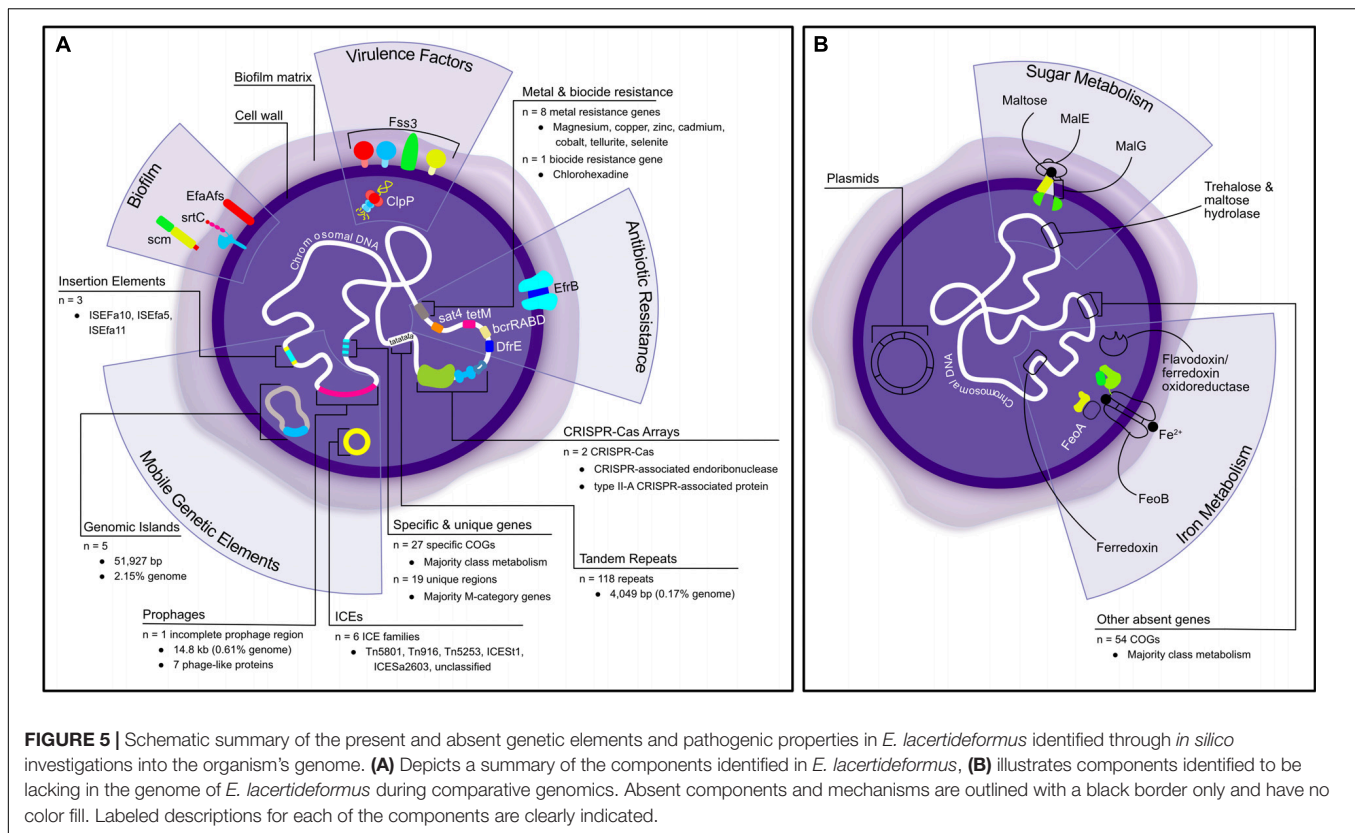 A
Virulence Factors
Biofilm matrix
Cell wall
Fss3
Metal & biocide resistance
n = 8 metal resistance genes
● Magnesium, copper, zinc, cadmium,
cobalt, tellurite, selenite
n = 1 biocide resistance gene
● Chlorohexadine
Biofilm
EfaAfs
srtC
scm
ClpP
Chromosomal DNA
Antibiotic Resistance
EfrB
sat4
tetM
bcrRABD
DfrE
tatatata
Insertion Elements
n = 3
● ISEFa10, ISEfa5,
ISEfa11
Mobile Genetic Elements
CRISPR-Cas Arrays
n = 2 CRISPR-Cas
● CRISPR-associated endoribonuclease
● type II-A CRISPR-associated protein
Genomic Islands
n = 5
● 51,927 bp
● 2.15% genome
Specific & unique genes
n = 27 specific COGs
● Majority class metabolism
n = 19 unique regions
● Majority M-category genes
Tandem Repeats
n = 118 repeats
● 4,049 bp (0.17% genome)
Prophages
n = 1 incomplete prophage region
● 14.8 kb (0.61% genome)
● 7 phage-like proteins
ICEs
n = 6 ICE families
● Tn5801, Tn916, Tn5253, ICESt1,
ICESa2603, unclassified
B
Sugar Metabolism
Maltose
MalE
MalG
Plasmids
Trehalose &
maltose
hydrolase
Chromosomal DNA
Flavodoxin/
ferredoxin
oxidoreductase
FeoA
Fe²⁺
FeoB
Iron Metabolism
Ferredoxin
Other absent genes
n = 54 COGs
● Majority class metabolism
FIGURE 5 | Schematic summary of the present and absent genetic elements and pathogenic properties in E. lacertideformus identified through in silico
investigations into the organism's genome. (A) Depicts a summary of the components identified in E. lacertideformus, (B) illustrates components identified to be
lacking in the genome of E. lacertideformus during comparative genomics. Absent components and mechanisms are outlined with a black border only and have no
color fill. Labeled descriptions for each of the components are clearly indicated.